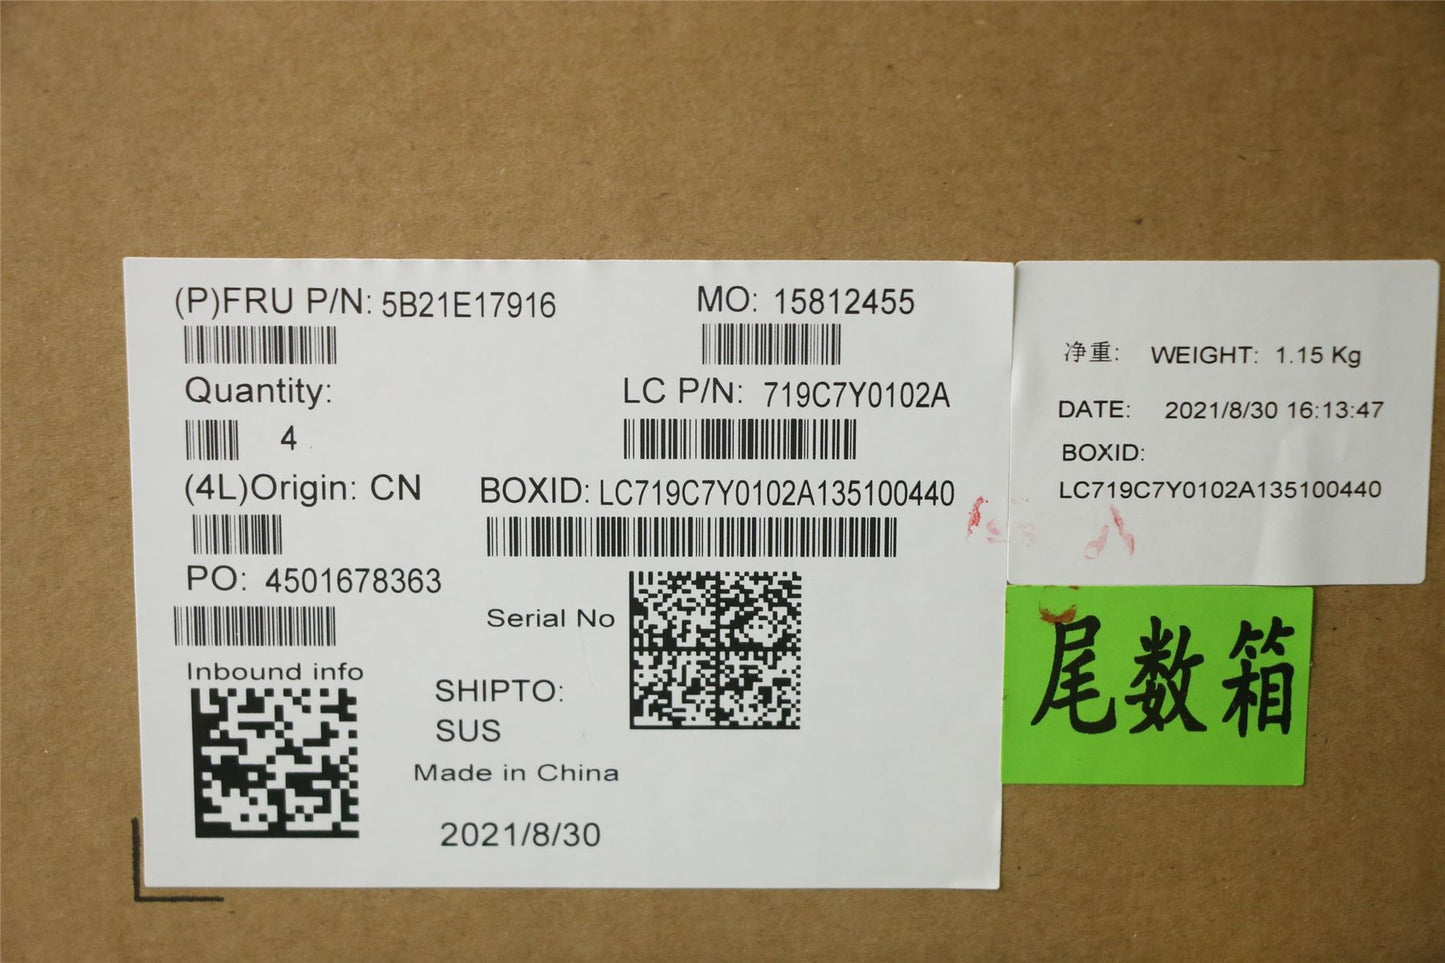 (P)FRU P/N: 5B21E17916
MO: 15812455
Quantity:
4
LC P/N: 719C7Y0102A
(4L)Origin: CN
BOXID: LC719C7Y0102A135100440
PO: 4501678363
Serial No
Inbound info
SHIPTO:
SUS
Made in China
2021/8/30
净重: WEIGHT: 1.15 Kg
DATE: 2021/8/30 16:13:47
BOXID:
LC719C7Y0102A135100440
尾数箱